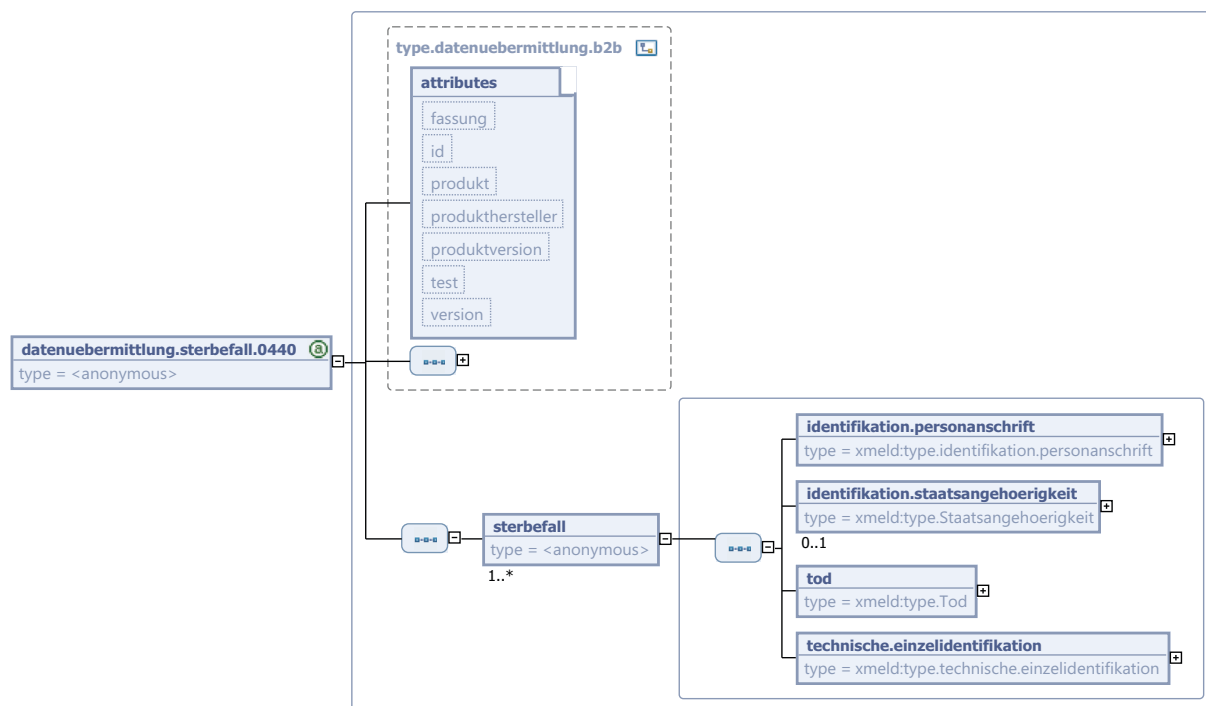 type.datenuebermittlung.b2b
attributes
fassung
id
produkt
produkthersteller
produktversion
test
version
datenuebermittlung.sterbefall.0440 @
type = <anonymous>
sterbefall
type = <anonymous>
1..*
identifikation.personanschrift
type = xmeld:type.identifikation.personanschrift
identifikation.staatsangehoerigkeit
type = xmeld:type.Staatsangehoerigkeit
0..1
tod
type = xmeld:type.Tod
technische.einzelidentifikation
type = xmeld:type.technische.einzelidentifikation